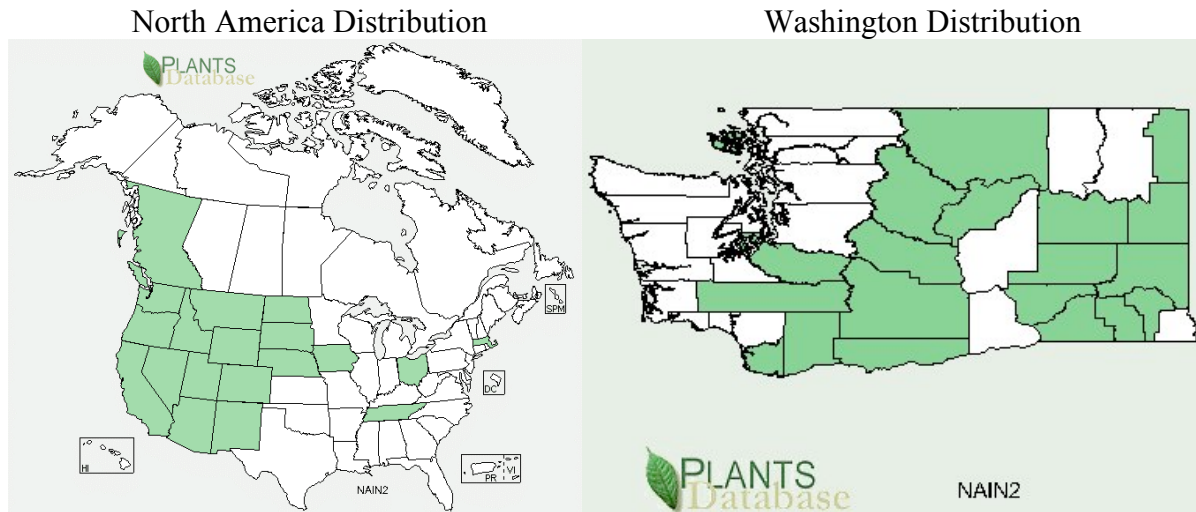 North America Distribution
Washington Distribution
PLANTS
Database
SPM
DC
HI
PR
VI
NAIN2
PLANTS
Database
NAIN2